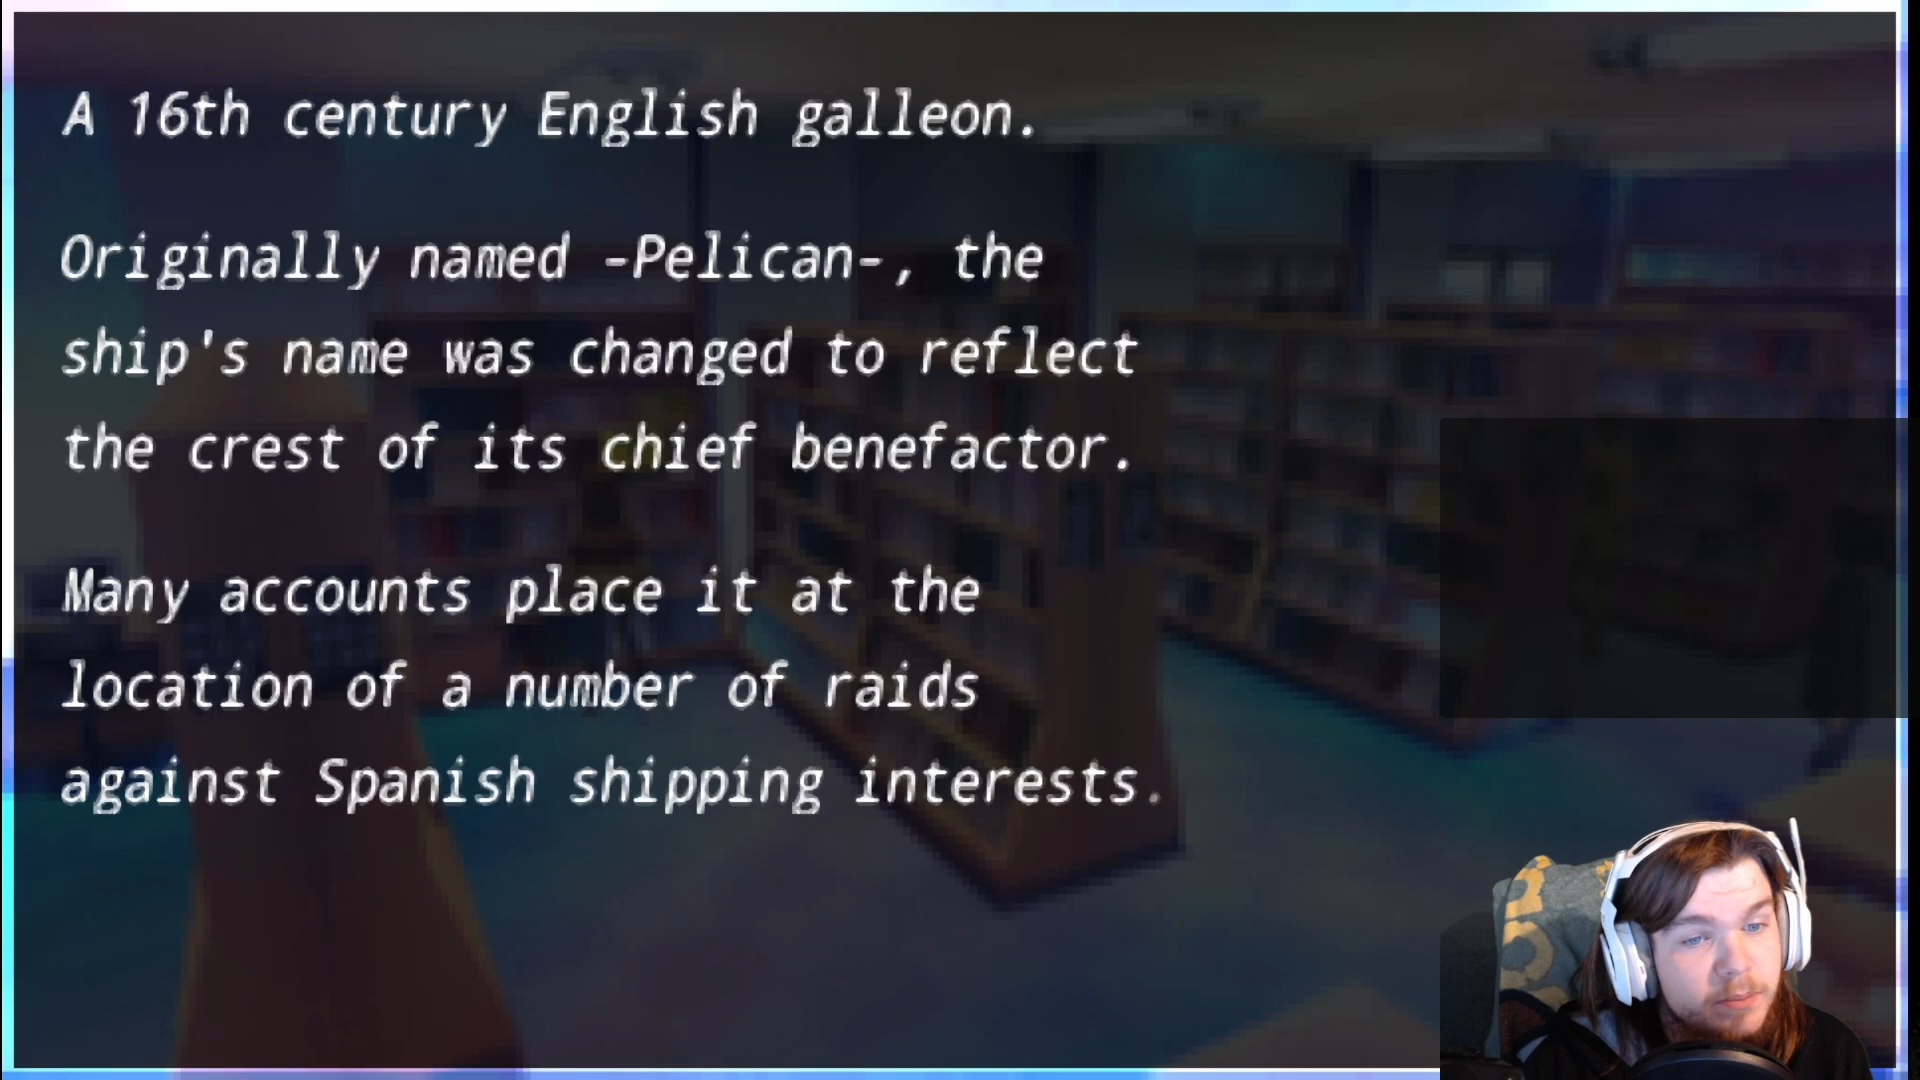 A 16th century English galleon.
Originally named -Pelican-, the
ship's name was changed to reflect
the crest of its chief benefactor.
Many accounts place it at the
location of a number of raids
against Spanish shipping interests.